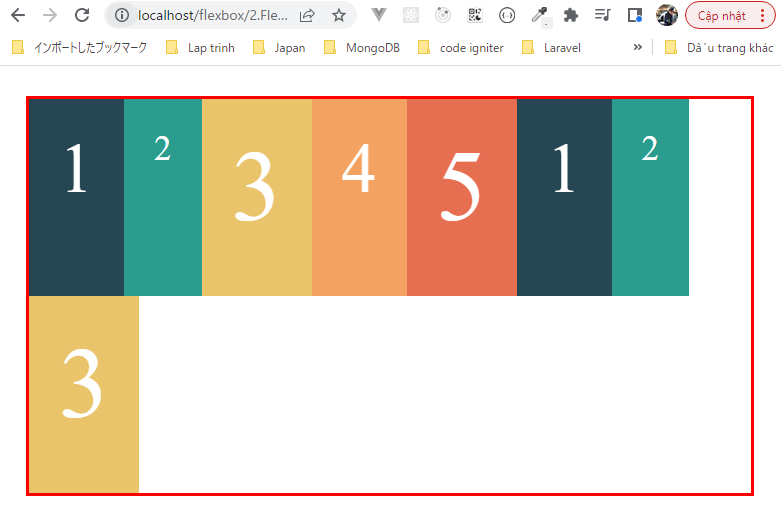 localhost/flexbox/2.Fle...
Cập nhật
インポートしたブックマーク Lap trinh Japan MongoDB code igniter Laravel » Dấu trang khác
1 2 3 4 5 1 2
3